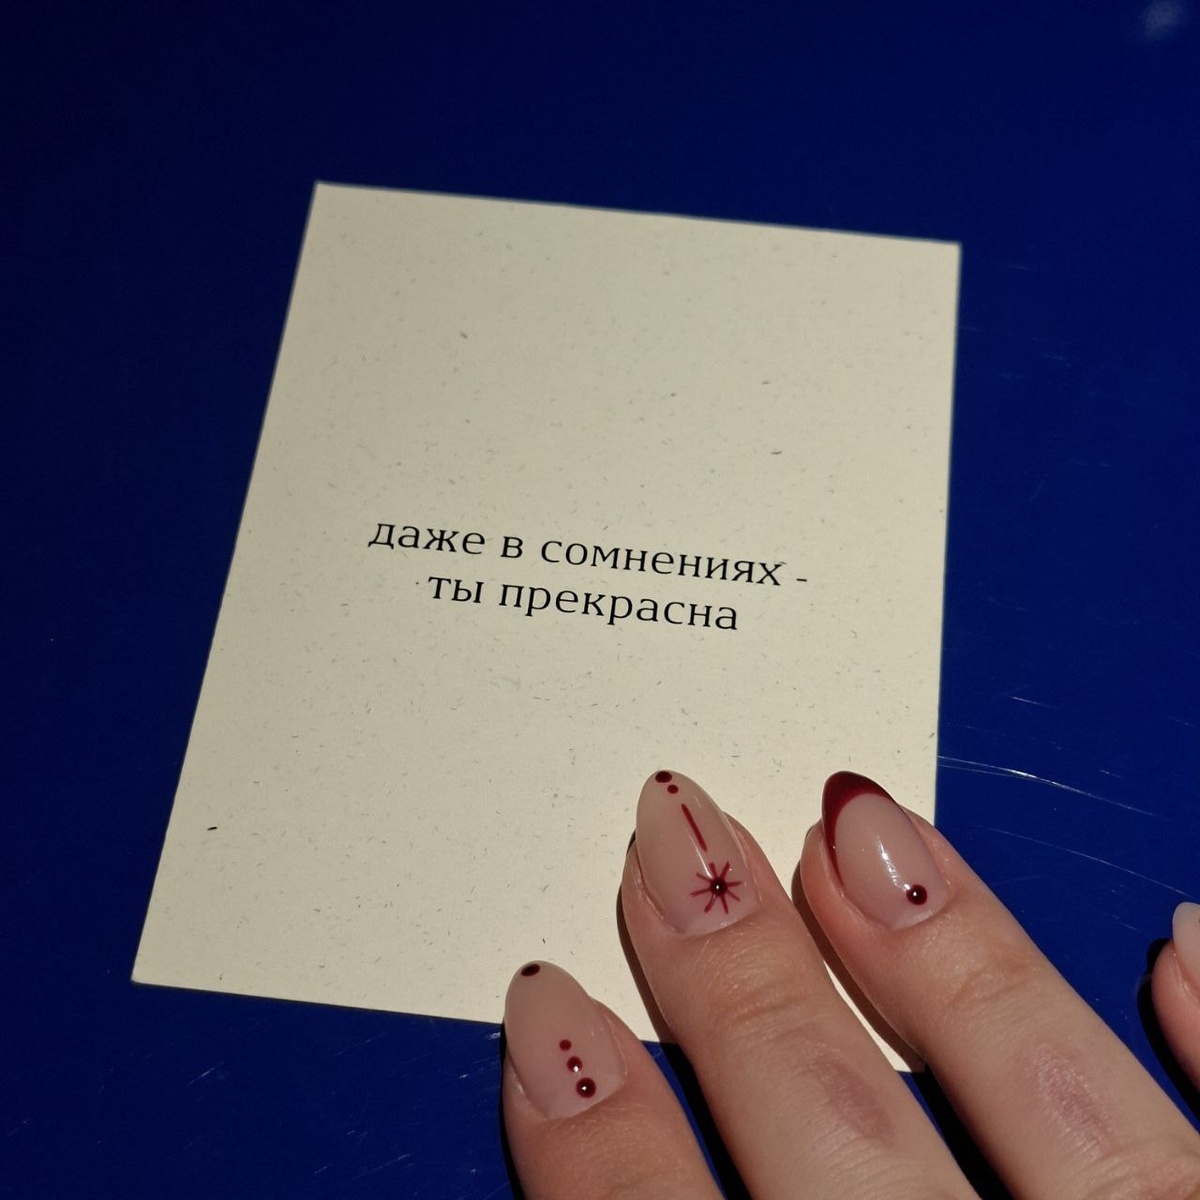 даже в сомнениях -
ты прекрасна